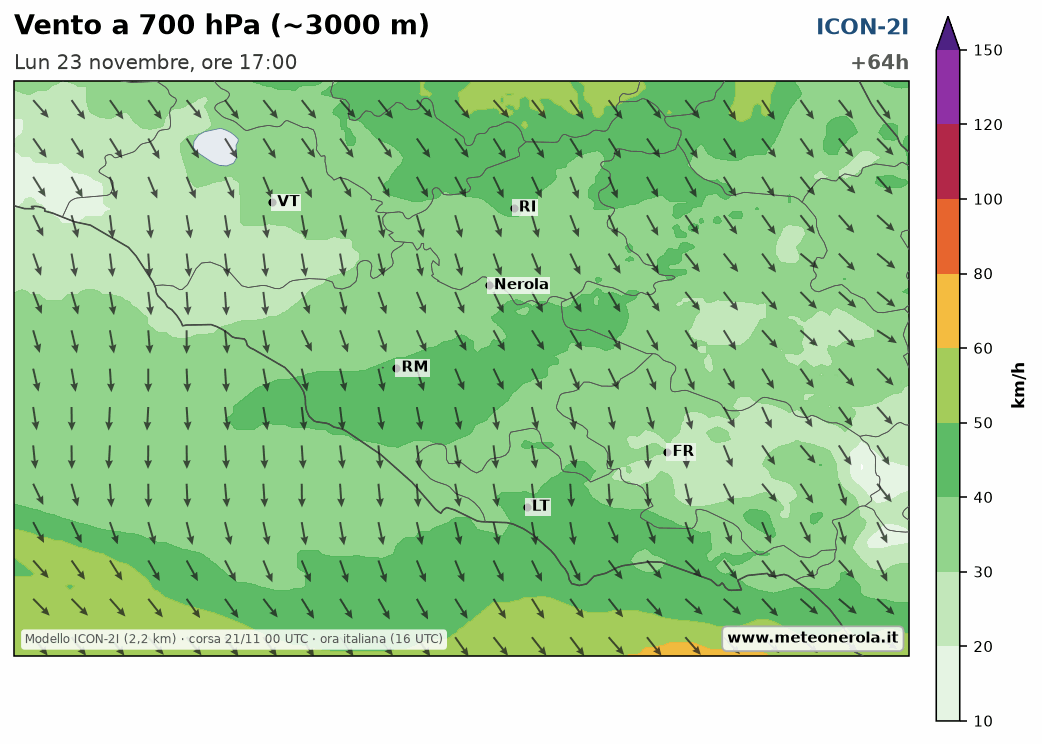 Vento a 700 hPa (~3000 m)
ICON-2I
Lun 23 novembre, ore 17:00
+64h
VT
RI
Nerola
RM
FR
LT
Modello ICON-2I (2,2 km) · corsa 21/11 00 UTC · ora italiana (16 UTC)
www.meteonerola.it
150
120
100
80
60
50
40
30
20
10
km/h